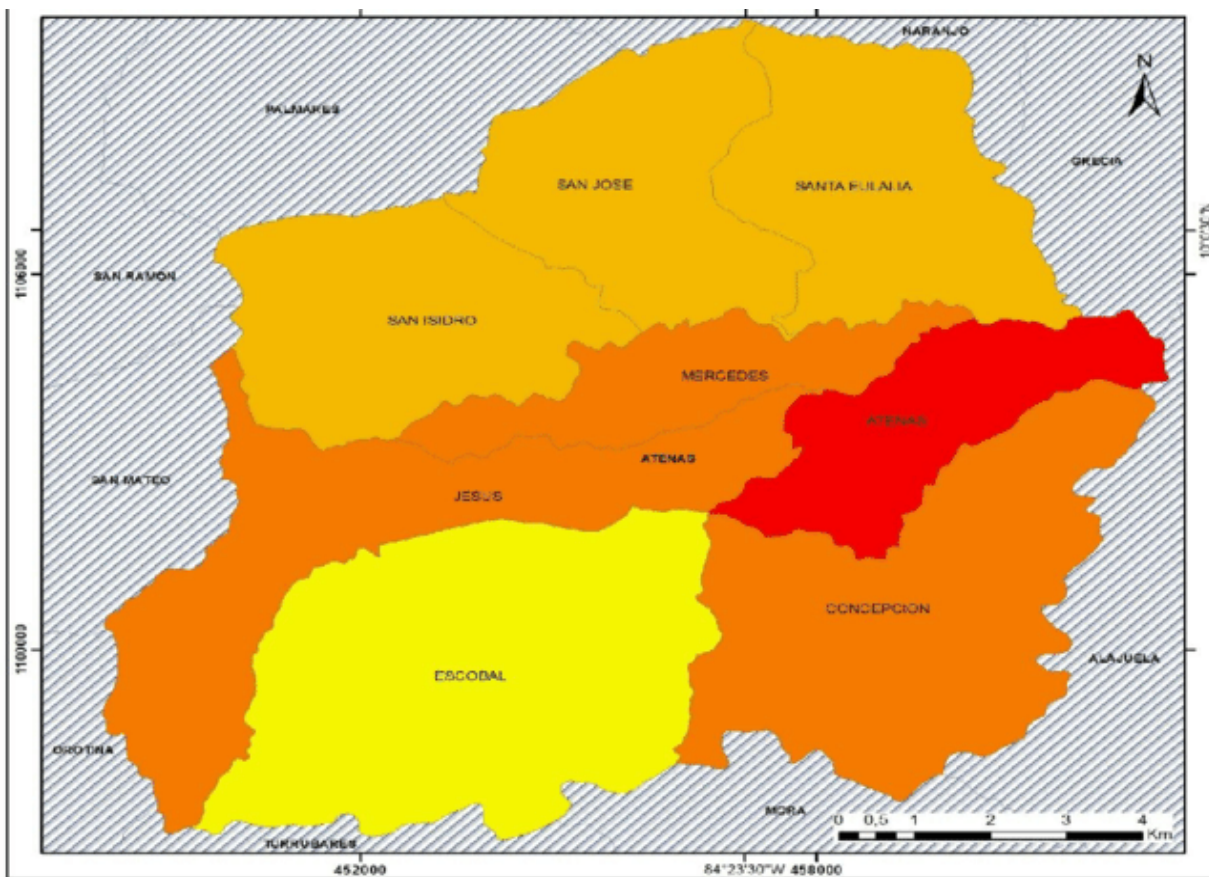 NARANJO
N
PALMARES
GRECIA
SAN JOSE
SANTA EULALIA
SAN RAMON
1106000
SAN ISIDRO
MERCEDES
ATENAS
ATENAS
SAN MATEO
JESUS
CONCEPCION
1100000
ALAJUELA
ESCOBAL
OROTINA
MORA
0 0,5 1 2 3 4
Km
TURRUBARES
452000
84°23'30"W 458000